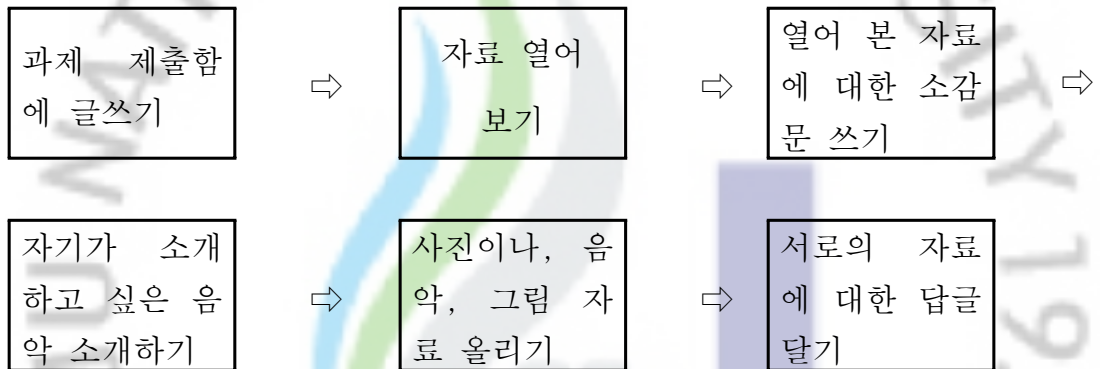 과제 제출함
에 글쓰기
⇨
자료 열어
보기
⇨
열어 본 자료
에 대한 소감
문 쓰기
⇨
자기가 소개
하고 싶은 음
악 소개하기
⇨
사진이나, 음
악, 그림 자
료 올리기
⇨
서로의 자료
에 대한 답글
달기